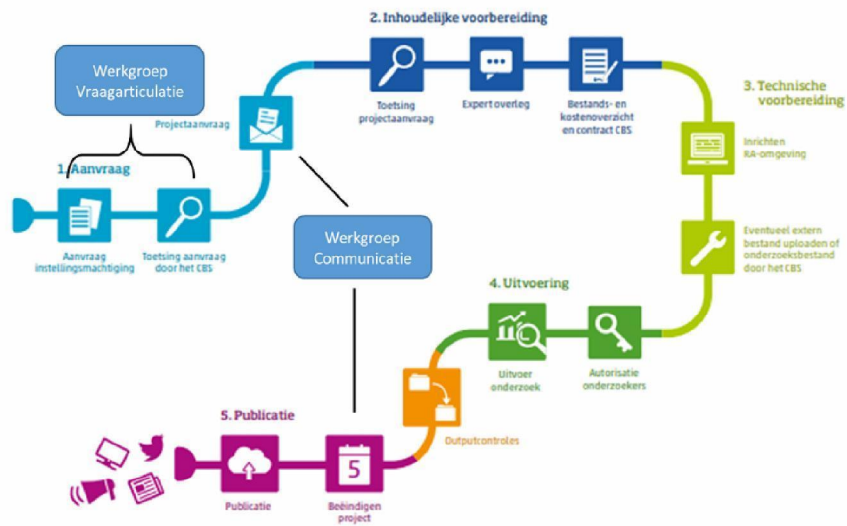 2. Inhoudelijke voorbereiding
Werkgroep
Vraagarticulatie
Projectaanvraag
Toetsing
projectaanvraag
Expert overleg
Bestands- en
kostenoverzicht
en contract CBS
3. Technische
voorbereiding
Inrichten
RA-omgeving
1. Aanvraag
Aanvraag
instellingsmachtiging
Toetsing aanvraag
door het CBS
Werkgroep
Communicatie
Eventueel extern
bestand uploaden of
onderzoeksbestand
door het CBS
4. Uitvoering
Uitvoer
onderzoek
Autorisatie
onderzoekers
Outputcontroles
5. Publicatie
5
Publicatie
Beëindigen
project